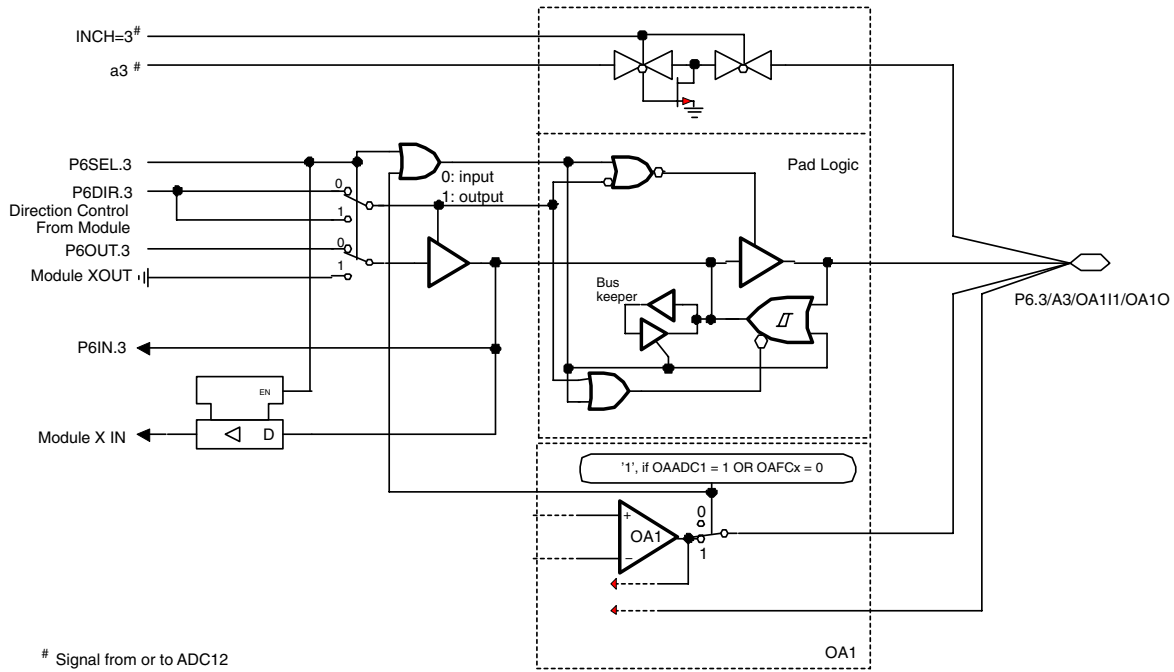 INCH=3#
a3 #
P6SEL.3
P6DIR.3
Direction Control
From Module
P6OUT.3
Module XOUT
P6IN.3
Module X IN
EN
D
0
1
0
1
0: input
1: output
Pad Logic
Bus
keeper
P6.3/A3/OA1I1/OA1O
'1', if OAADC1 = 1 OR OAFCx = 0
+
OA1
−
0
1
OA1
# Signal from or to ADC12